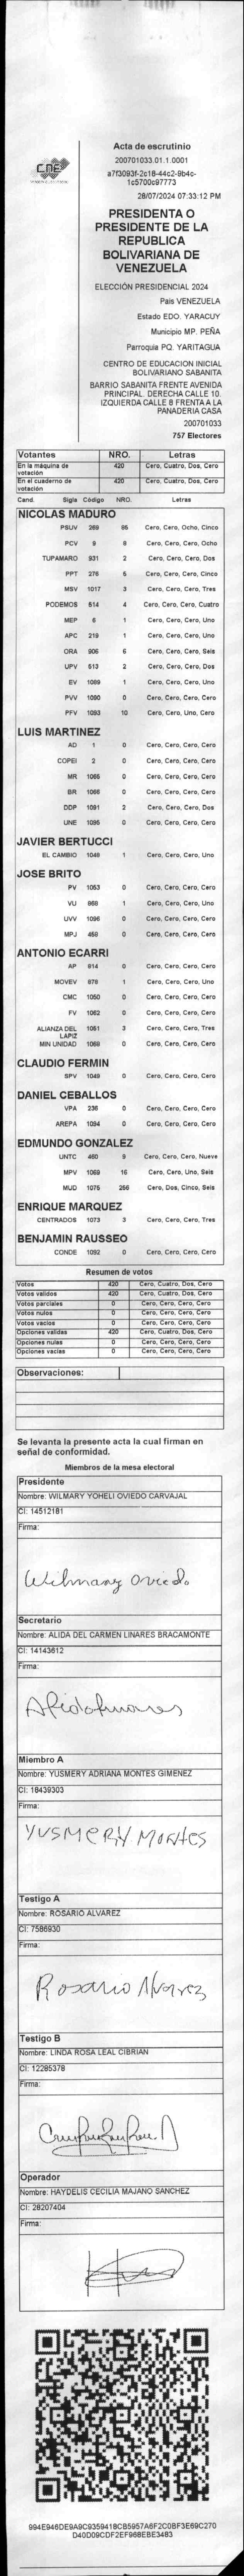 CNE
Acta de escrutinio
200701033.01.1.0001
a7f3093f-2c18-44c2-9b4c-
1c5700c97773
28/07/2024 07:33:12 PM
PRESIDENTA O
PRESIDENTE DE LA
REPUBLICA
BOLIVARIANA DE
VENEZUELA
ELECCIÓN PRESIDENCIAL 2024
País VENEZUELA
Estado EDO. YARACUY
Municipio MP. PEÑA
Parroquia PQ. YARITAGUA
CENTRO DE EDUCACION INICIAL
BOLIVARIANO SABANITA
BARRIO SABANITA FRENTE AVENIDA
PRINCIPAL. DERECHA CALLE 10.
IZQUIERDA CALLE 8 FRENTA A LA
PANADERIA CASA
200701033
757 Electores
Votantes NRO. Letras
En la máquina de votación 420 Cero, Cuatro, Dos, Cero
En el cuaderno de votación 420 Cero, Cuatro, Dos, Cero
Cand. Sigla Código NRO. Letras
NICOLAS MADURO
PSUV 269 85 Cero, Cero, Ocho, Cinco
PCV 9 8 Cero, Cero, Cero, Ocho
TUPAMARO 931 2 Cero, Cero, Cero, Dos
PPT 276 5 Cero, Cero, Cero, Cinco
MSV 1017 3 Cero, Cero, Cero, Tres
PODEMOS 514 4 Cero, Cero, Cero, Cuatro
MEP 6 1 Cero, Cero, Cero, Uno
APC 219 1 Cero, Cero, Cero, Uno
ORA 906 6 Cero, Cero, Cero, Seis
UPV 513 2 Cero, Cero, Cero, Dos
EV 1089 1 Cero, Cero, Cero, Uno
PVV 1090 0 Cero, Cero, Cero, Cero
PFV 1093 10 Cero, Cero, Uno, Cero
LUIS MARTINEZ
AD 1 0 Cero, Cero, Cero, Cero
COPEI 2 0 Cero, Cero, Cero, Cero
MR 1065 0 Cero, Cero, Cero, Cero
BR 1066 0 Cero, Cero, Cero, Cero
DDP 1091 2 Cero, Cero, Cero, Dos
UNE 1095 0 Cero, Cero, Cero, Cero
JAVIER BERTUCCI
EL CAMBIO 1048 1 Cero, Cero, Cero, Uno
JOSE BRITO
PV 1053 0 Cero, Cero, Cero, Cero
VU 868 1 Cero, Cero, Cero, Uno
UVV 1096 0 Cero, Cero, Cero, Cero
MPJ 458 0 Cero, Cero, Cero, Cero
ANTONIO ECARRI
AP 614 0 Cero, Cero, Cero, Cero
MOVEV 878 1 Cero, Cero, Cero, Uno
CMC 1050 0 Cero, Cero, Cero, Cero
FV 1062 0 Cero, Cero, Cero, Cero
ALIANZA DEL LAPIZ 1051 3 Cero, Cero, Cero, Tres
MIN UNIDAD 1068 0 Cero, Cero, Cero, Cero
CLAUDIO FERMIN
SPV 1049 0 Cero, Cero, Cero, Cero
DANIEL CEBALLOS
VPA 236 0 Cero, Cero, Cero, Cero
AREPA 1094 0 Cero, Cero, Cero, Cero
EDMUNDO GONZALEZ
UNTC 460 9 Cero, Cero, Cero, Nueve
MPV 1069 16 Cero, Cero, Uno, Seis
MUD 1075 256 Cero, Dos, Cinco, Seis
ENRIQUE MARQUEZ
CENTRADOS 1073 3 Cero, Cero, Cero, Tres
BENJAMIN RAUSSEO
CONDE 1092 0 Cero, Cero, Cero, Cero
Resumen de votos
Votos 420 Cero, Cuatro, Dos, Cero
Votos validos 420 Cero, Cuatro, Dos, Cero
Votos parciales 0 Cero, Cero, Cero, Cero
Votos nulos 0 Cero, Cero, Cero, Cero
Votos vacios 0 Cero, Cero, Cero, Cero
Opciones validas 420 Cero, Cuatro, Dos, Cero
Opciones nulas 0 Cero, Cero, Cero, Cero
Opciones vacias 0 Cero, Cero, Cero, Cero
Observaciones:
Se levanta la presente acta la cual firman en
señal de conformidad.
Miembros de la mesa electoral
Presidente
Nombre: WILMARY YOHELI OVIEDO CARVAJAL
CI: 14512181
Firma:
Wilmary Oviedo
Secretario
Nombre: ALIDA DEL CARMEN LINARES BRACAMONTE
CI: 14143612
Firma:
Miembro A
Nombre: YUSMERY ADRIANA MONTES GIMENEZ
CI: 18439303
Firma:
YUSMERY MONTES
Testigo A
Nombre: ROSARIO ALVAREZ
CI: 7586930
Firma:
Rosario Alvarez
Testigo B
Nombre: LINDA ROSA LEAL CIBRIAN
CI: 12285378
Firma:
Operador
Nombre: HAYDELIS CECILIA MAJANO SANCHEZ
CI: 28207404
Firma:
994E946DE9A9C9359418CB5957A6F2C0BF3E69C270
D40D09CDF2EF968EBE3483